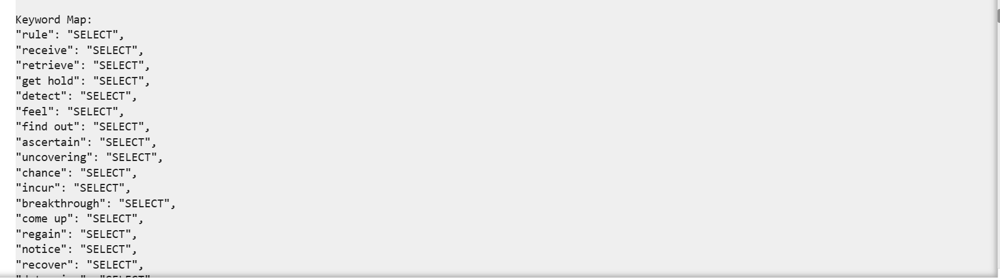 Keyword Map:
"rule": "SELECT",
"receive": "SELECT",
"retrieve": "SELECT",
"get hold": "SELECT",
"detect": "SELECT",
"feel": "SELECT",
"find out": "SELECT",
"ascertain": "SELECT",
"uncovering": "SELECT",
"chance": "SELECT",
"incur": "SELECT",
"breakthrough": "SELECT",
"come up": "SELECT",
"regain": "SELECT",
"notice": "SELECT",
"recover": "SELECT",